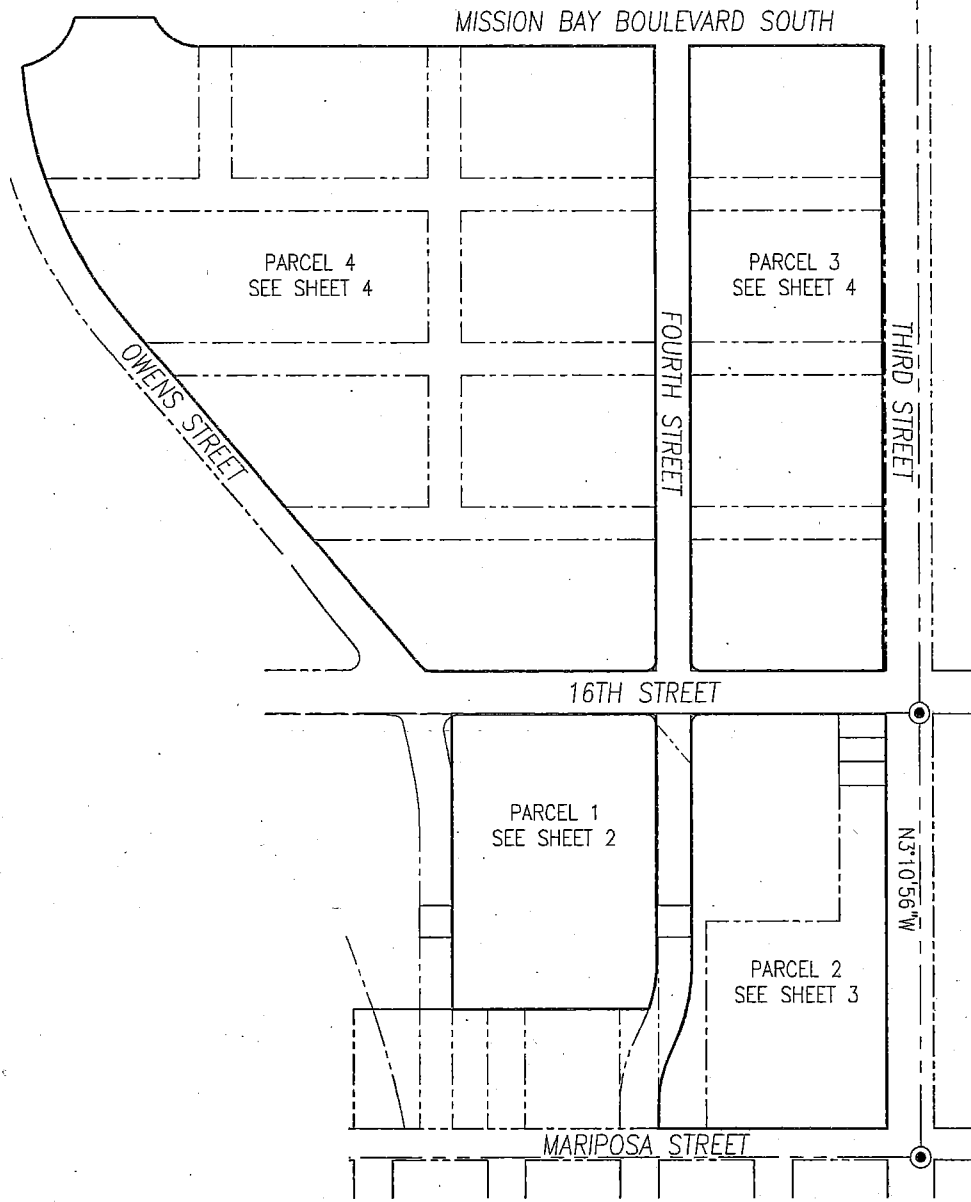 MISSION BAY BOULEVARD SOUTH
PARCEL 4
SEE SHEET 4
PARCEL 3
SEE SHEET 4
OWENS STREET
FOURTH STREET
THIRD STREET
16TH STREET
PARCEL 1
SEE SHEET 2
N3°10'56"W
PARCEL 2
SEE SHEET 3
MARIPOSA STREET